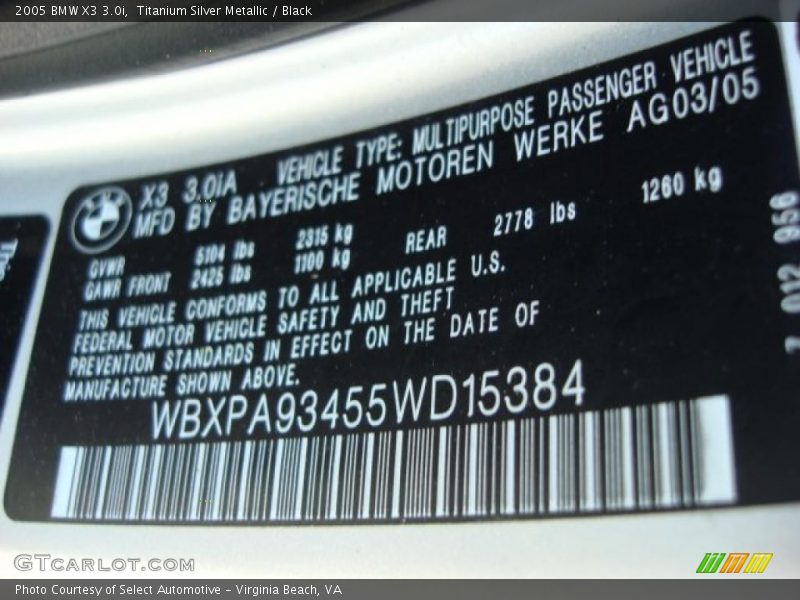 2005 BMW X3 3.0i, Titanium Silver Metallic / Black
X3 3.0iA VEHICLE TYPE: MULTIPURPOSE PASSENGER VEHICLE
MFD BY BAYERISCHE MOTOREN WERKE AG 03/05
GVWR 5104 lbs 2315 kg
GAWR FRONT 2425 lbs 1100 kg REAR 2778 lbs 1260 kg
THIS VEHICLE CONFORMS TO ALL APPLICABLE U.S.
FEDERAL MOTOR VEHICLE SAFETY AND THEFT
PREVENTION STANDARDS IN EFFECT ON THE DATE OF
MANUFACTURE SHOWN ABOVE.
WBXPA93455WD15384
7 012 956
GTCARLOT.COM
Photo Courtesy of Select Automotive - Virginia Beach, VA